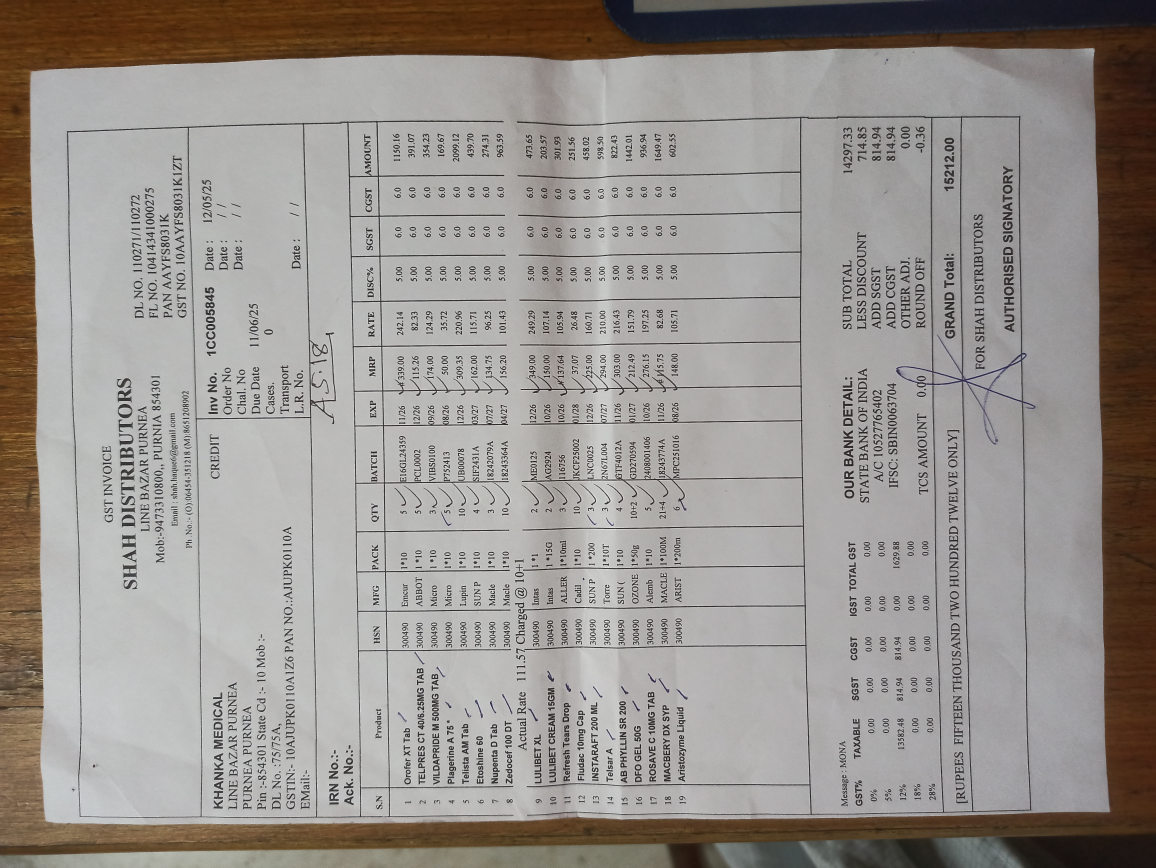 GST INVOICE
SHAH DISTRIBUTORS
LINE BAZAR PURNEA
Mob:-9473310800,, PURNIA 854301
Email : shah.haque6@gmail.com
Ph .No.:- (O):06454-231218 (M):8651208902
DL NO. 110271/110272
FL NO. 10414341000275
PAN AAYFS8031K
GST NO. 10AAYFS8031K1ZT
KHANKA MEDICAL
LINE BAZAR PURNEA
PURNEA PURNEA
Pin :-854301 State Cd :- 10 Mob :-
DL No. :75/75A,
GSTIN:- 10AJUPK0110A1Z6 PAN NO.:AJUPK0110A
EMail:-
CREDIT
Inv No. 1CC005845 Date : 12/05/25
Order No Date : / /
Chal. No Date : / /
Due Date 11/06/25
Cases. 0
Transport
L.R. No. Date : / /
IRN No.:-
Ack. No.:-
S.N Product HSN MFG PACK QTY BATCH EXP MRP RATE DISC% SGST CGST AMOUNT
1 Orofer XT Tab 300490 Emcur 1*10 5 E16GL24359 11/26 339.00 242.14 5.00 6.0 6.0 1150.16
2 TELPRES CT 40/6.25MG TAB 300490 ABBOT 1 *10 5 PCL0002 12/26 115.26 82.33 5.00 6.0 6.0 391.07
3 VILDAPRIDE M 500MG TAB 300490 Micro 1 *10 3 VIBS0100 09/26 174.00 124.29 5.00 6.0 6.0 354.23
4 Plagerine A 75 * 300490 Micro 1*10 5 P752413 08/26 50.00 35.72 5.00 6.0 6.0 169.67
5 Telista AM Tab 300490 Lupin 1*10 10 UB00078 12/26 309.35 220.96 5.00 6.0 6.0 2099.12
6 Etoshine 60 300490 SUN P 1*10 4 SIF2431A 03/27 162.00 115.71 5.00 6.0 6.0 439.70
7 Nupenta D Tab 300490 Macle 1*10 3 18242079A 07/27 134.75 96.25 5.00 6.0 6.0 274.31
8 Zedocef 100 DT 300490 Macle 1*10 10 18243364A 04/27 156.20 101.43 5.00 6.0 6.0 963.59
Actual Rate 111.57 Charged @ 10+1
9 LULIBET XL 300490 Intas 1 *1 2 ME0125 12/26 349.00 249.29 5.00 6.0 6.0 473.65
10 LULIBET CREAM 15GM 300490 Intas 1 *15G 2 AG2924 10/26 150.00 107.14 5.00 6.0 6.0 203.57
11 Refresh Tears Drop 300490 ALLER 1*10ml 3 116756 10/26 137.64 105.94 5.00 6.0 6.0 301.93
12 Fludac 10mg Cap 300490 Cadil . 1*10 10 JKCF25002 01/28 37.07 26.48 5.00 6.0 6.0 251.56
13 INSTARAFT 200 ML 300490 SUN P 1 *200 3 LNC0025 12/26 225.00 160.71 5.00 6.0 6.0 458.02
14 Telsar A 300490 Torre 1*10T 3 2N67L004 07/27 294.00 210.00 5.00 6.0 6.0 598.50
15 AB PHYLLIN SR 200 300490 SUN ( 1*10 4 GTF4012A 11/26 303.00 216.43 5.00 6.0 6.0 822.43
16 DFO GEL 50G 300490 OZONE 1*50g 10+2 GD270594 01/27 212.49 151.79 5.00 6.0 6.0 1442.01
17 ROSAVE C 10MG TAB 300490 Alemb 1*10 5 2408001406 10/26 276.15 197.25 5.00 6.0 6.0 936.94
18 MACBERY DX SYP 300490 MACLE 1*100M 21+4 18243774A 11/26 115.75 82.68 5.00 6.0 6.0 1649.47
19 Aristozyme Liquid 300490 ARIST 1*200m 6 MPC251016 08/26 148.00 105.71 5.00 6.0 6.0 602.55
Message : MONA
GST% TAXABLE SGST CGST IGST TOTAL GST
0% 0.00 0.00 0.00 0.00 0.00
5% 0.00 0.00 0.00 0.00 0.00
12% 13582.48 814.94 814.94 1629.88
18% 0.00 0.00 0.00 0.00 0.00
28% 0.00 0.00 0.00 0.00 0.00
OUR BANK DETAIL:
STATE BANK OF INDIA
A/C 10527765402
IFSC: SBIN0063704
TCS AMOUNT 0.00
SUB TOTAL 14297.33
LESS DISCOUNT 714.85
ADD SGST 814.94
ADD CGST 814.94
OTHER ADJ. 0.00
ROUND OFF -0.36
[RUPEES FIFTEEN THOUSAND TWO HUNDRED TWELVE ONLY]
GRAND Total: 15212.00
FOR SHAH DISTRIBUTORS
AUTHORISED SIGNATORY